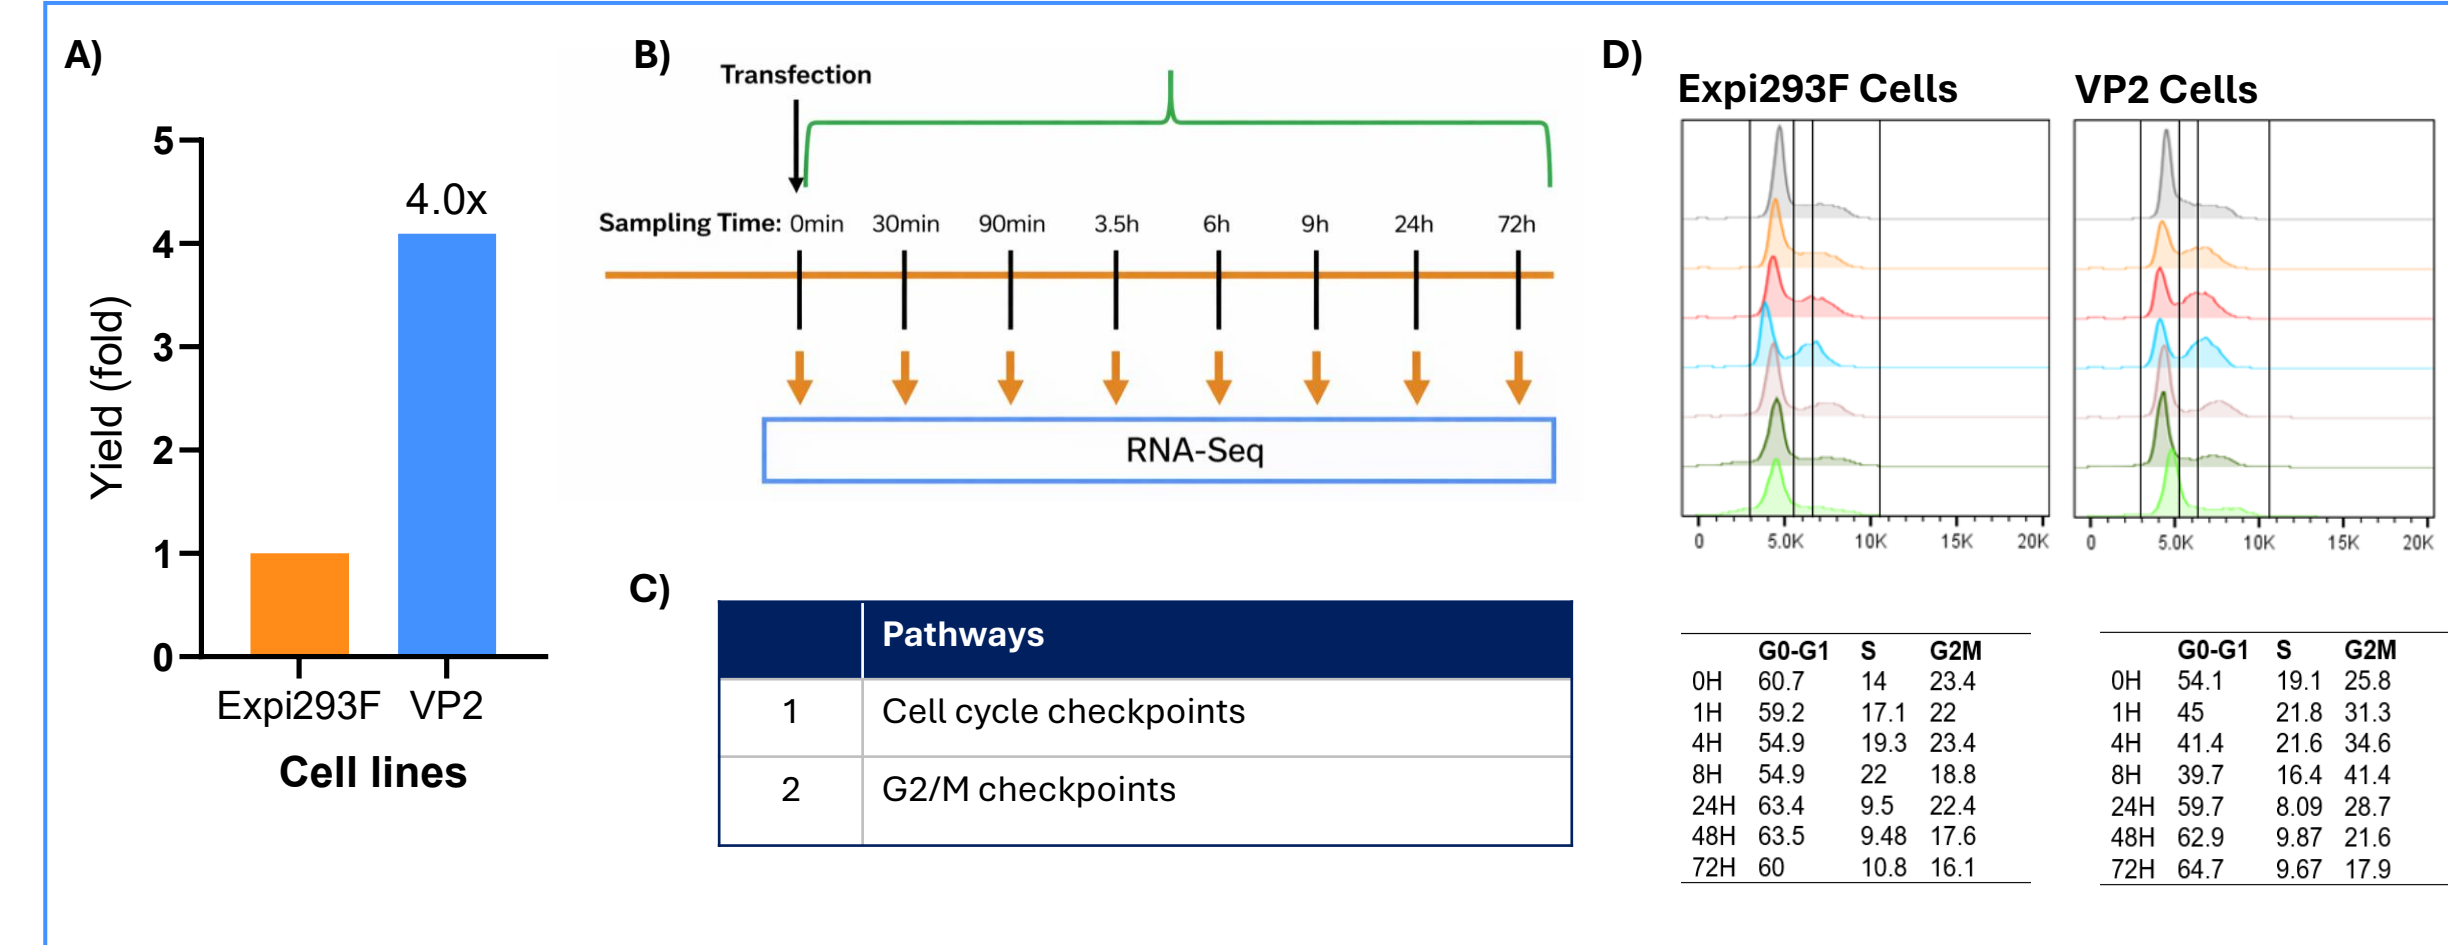 A)
5
4
3
2
1
0
Yield (fold)
4.0x
Expi293F VP2
Cell lines
B)
Transfection
Sampling Time: 0min 30min 90min 3.5h 6h 9h 24h 72h
RNA-Seq
C)
Pathways
1 Cell cycle checkpoints
2 G2/M checkpoints
D)
Expi293F Cells
0 5.0K 10K 15K 20K
G0-G1 S G2M
0H 60.7 14 23.4
1H 59.2 17.1 22
4H 54.9 19.3 23.4
8H 54.9 22 18.8
24H 63.4 9.5 22.4
48H 63.5 9.48 17.6
72H 60 10.8 16.1
VP2 Cells
0 5.0K 10K 15K 20K
G0-G1 S G2M
0H 54.1 19.1 25.8
1H 45 21.8 31.3
4H 41.4 21.6 34.6
8H 39.7 16.4 41.4
24H 59.7 8.09 28.7
48H 62.9 9.87 21.6
72H 64.7 9.67 17.9